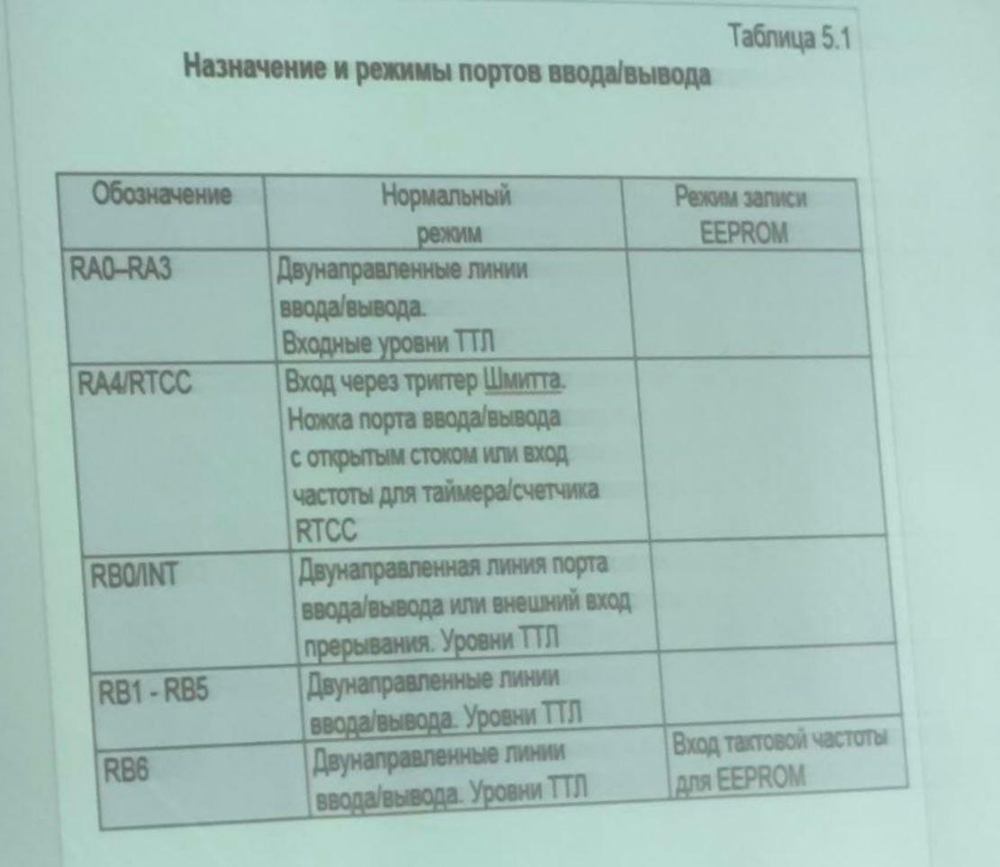 Таблица 5.1
Назначение и режимы портов ввода/вывода
Обозначение
Нормальный
режим
Режим записи
EEPROM
RA0–RA3
Двунаправленные линии
ввода/вывода.
Входные уровни ТТЛ
RA4/RTCC
Вход через триггер Шмитта.
Ножка порта ввода/вывода
с открытым стоком или вход
частоты для таймера/счетчика
RTCC
RB0/INT
Двунаправленная линия порта
ввода/вывода или внешний вход
прерывания. Уровни ТТЛ
RB1 - RB5
Двунаправленные линии
ввода/вывода. Уровни ТТЛ
RB6
Двунаправленные линии
ввода/вывода. Уровни ТТЛ
Вход тактовой частоты
для EEPROM